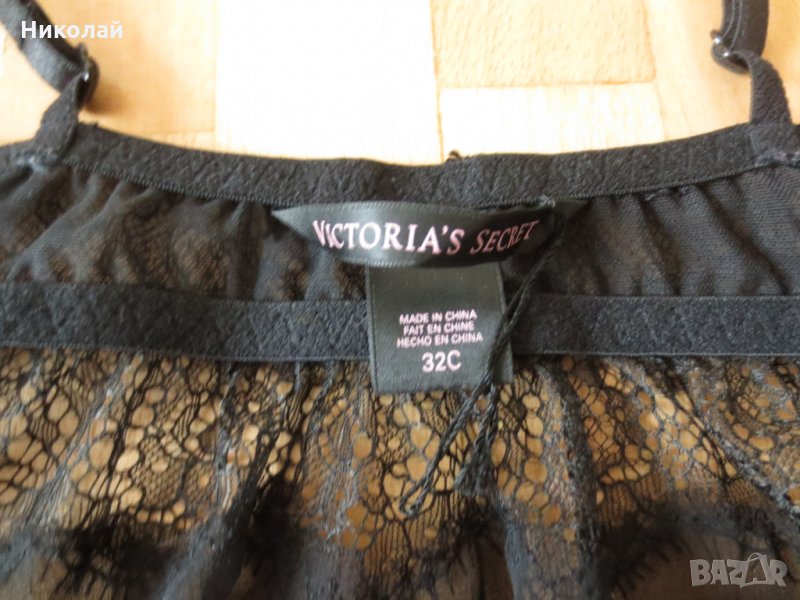 Николай
VICTORIA'S SECRET
MADE IN CHINA
FAIT EN CHINE
HECHO EN CHINA
32C
BAZAR